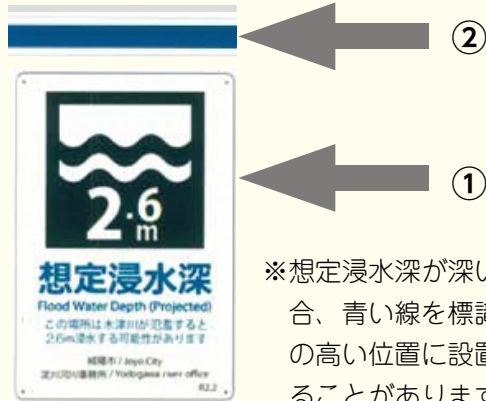 ②
①
2.6
m
想定浸水深
Flood Water Depth (Projected)
この場所は木津川が氾濫すると
2.6m浸水する可能性があります
城陽市 / Joyo City
淀川河川事務所 / Yodogawa river office
R2.2
※想定浸水深が深い
合、青い線を標識
の高い位置に設置
ることがあります